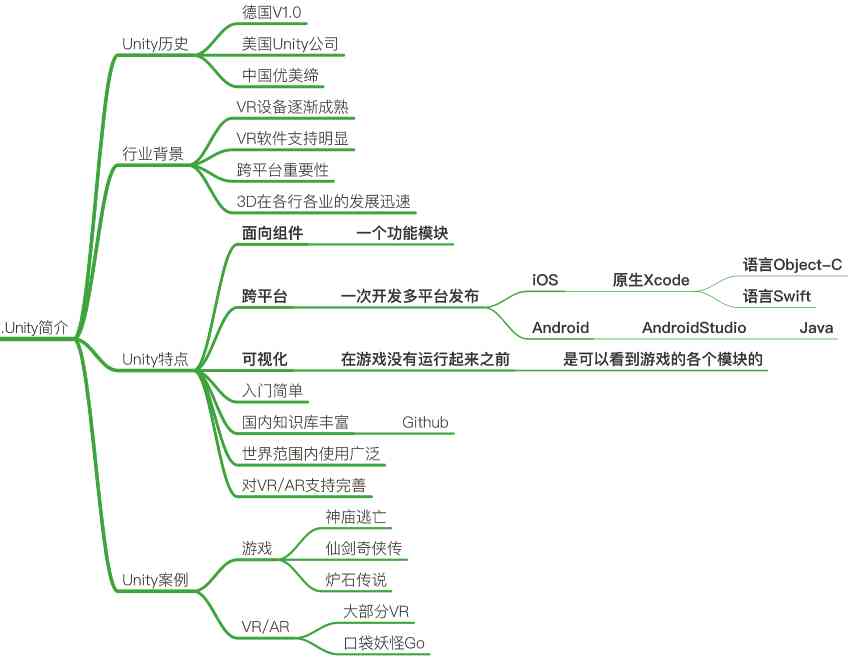 德国V1.0
Unity历史
美国Unity公司
中国优美缔
VR设备逐渐成熟
VR软件支持明显
行业背景
跨平台重要性
3D在各行各业的发展迅速
面向组件 一个功能模块
语言Object-C
iOS 原生Xcode
跨平台 一次开发多平台发布
语言Swift
.Unity简介
Android AndroidStudio Java
Unity特点
可视化 在游戏没有运行起来之前 是可以看到游戏的各个模块的
入门简单
国内知识库丰富 Github
世界范围内使用广泛
对VR/AR支持完善
神庙逃亡
游戏
仙剑奇侠传
Unity案例
炉石传说
大部分VR
VR/AR
口袋妖怪Go